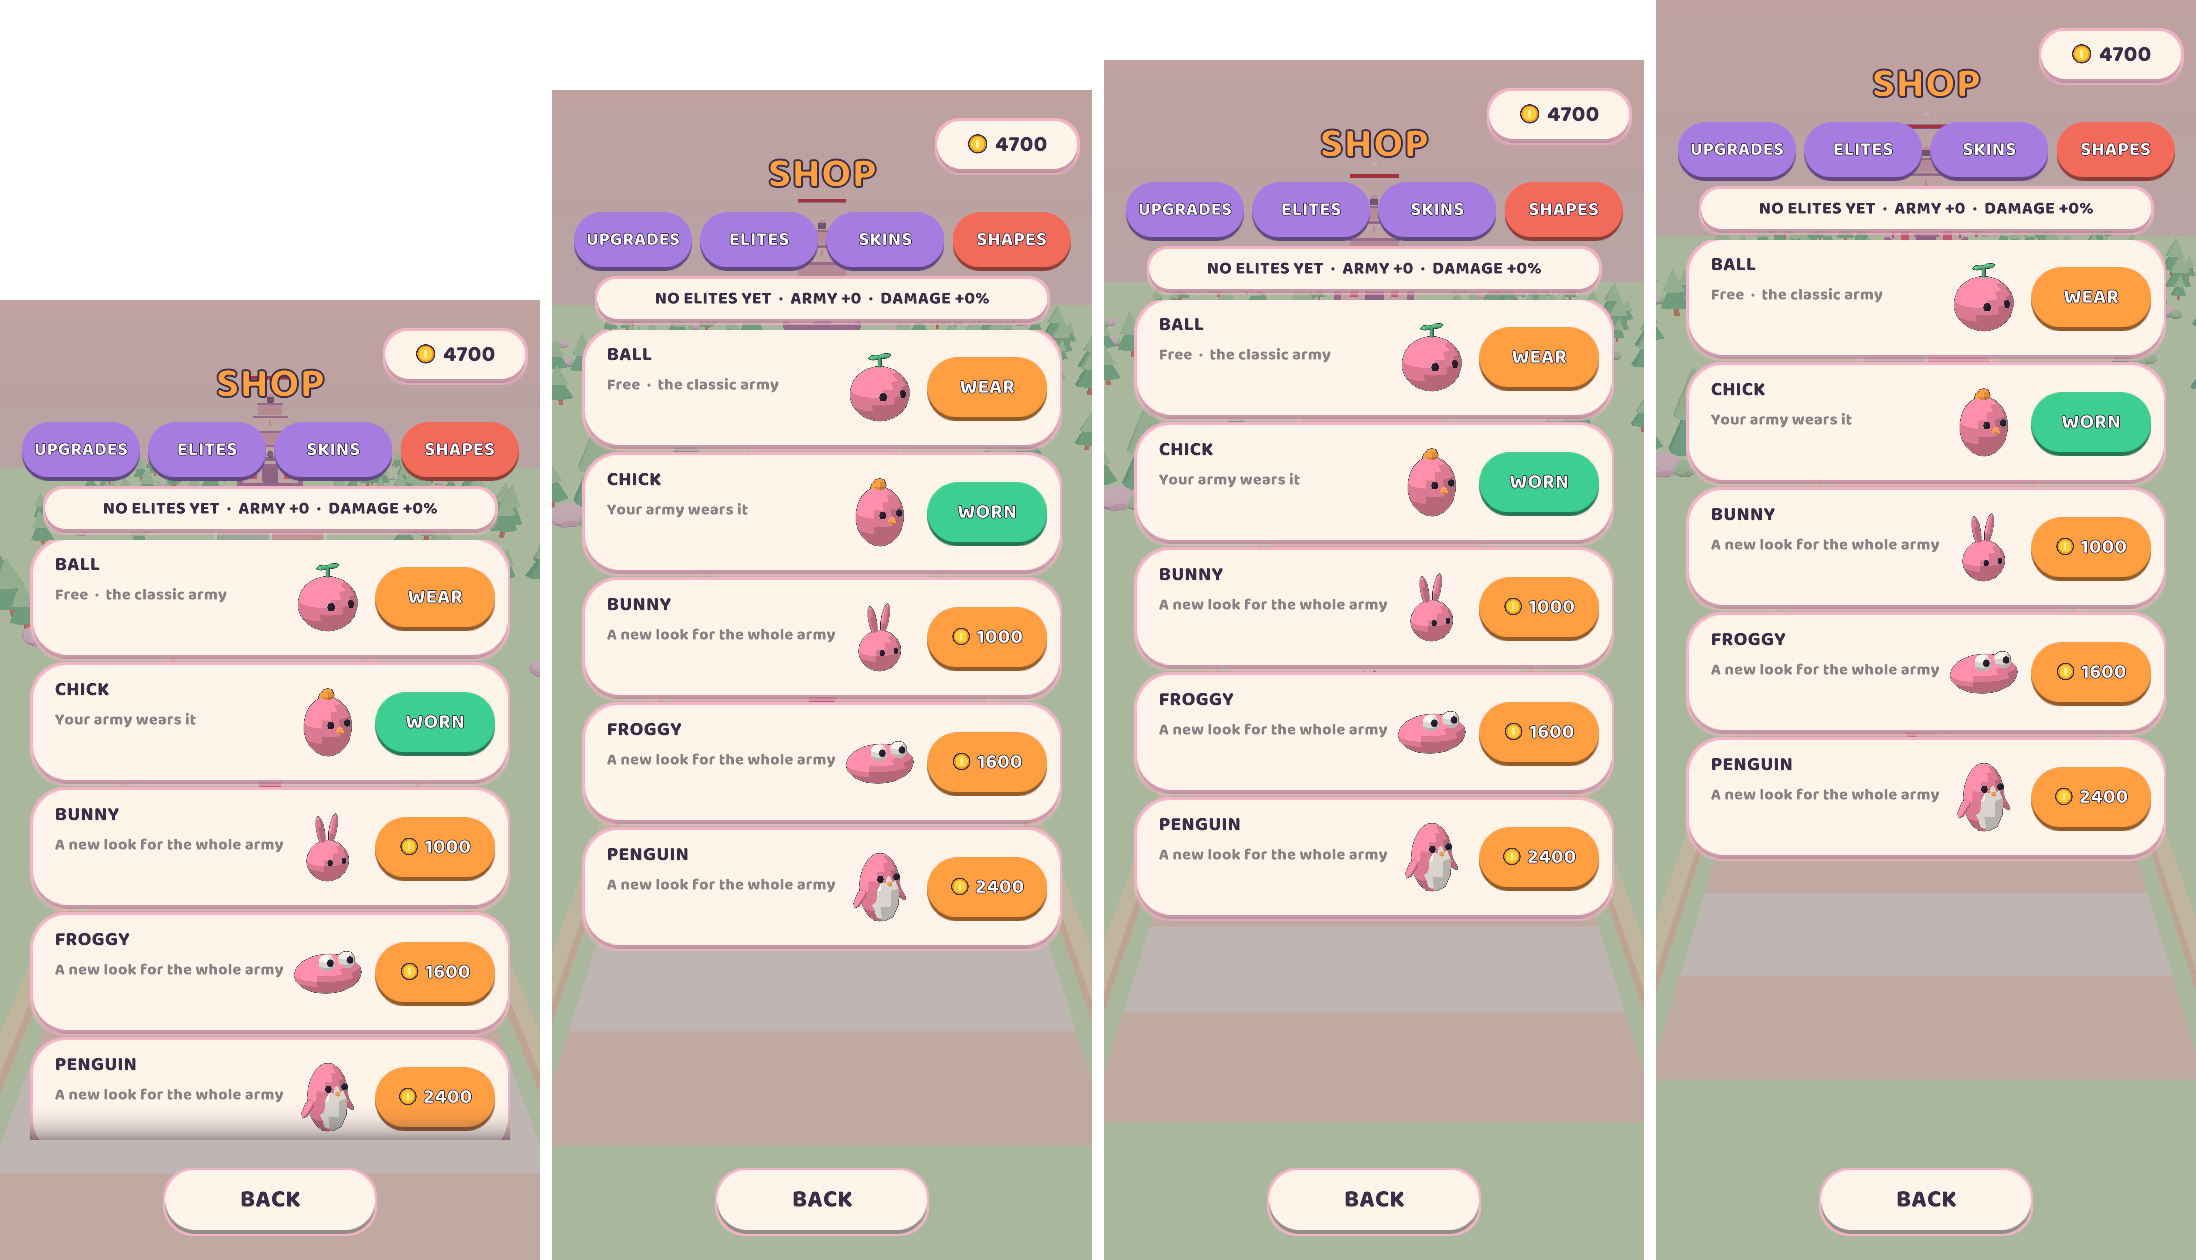 4700
SHOP
UPGRADES ELITES SKINS SHAPES
NO ELITES YET · ARMY +0 · DAMAGE +0%
BALL
Free · the classic army
WEAR
CHICK
Your army wears it
WORN
BUNNY
A new look for the whole army
1000
FROGGY
A new look for the whole army
1600
PENGUIN
A new look for the whole army
2400
BACK
4700
SHOP
UPGRADES ELITES SKINS SHAPES
NO ELITES YET · ARMY +0 · DAMAGE +0%
BALL
Free · the classic army
WEAR
CHICK
Your army wears it
WORN
BUNNY
A new look for the whole army
1000
FROGGY
A new look for the whole army
1600
PENGUIN
A new look for the whole army
2400
BACK
4700
SHOP
UPGRADES ELITES SKINS SHAPES
NO ELITES YET · ARMY +0 · DAMAGE +0%
BALL
Free · the classic army
WEAR
CHICK
Your army wears it
WORN
BUNNY
A new look for the whole army
1000
FROGGY
A new look for the whole army
1600
PENGUIN
A new look for the whole army
2400
BACK
4700
SHOP
UPGRADES ELITES SKINS SHAPES
NO ELITES YET · ARMY +0 · DAMAGE +0%
BALL
Free · the classic army
WEAR
CHICK
Your army wears it
WORN
BUNNY
A new look for the whole army
1000
FROGGY
A new look for the whole army
1600
PENGUIN
A new look for the whole army
2400
BACK